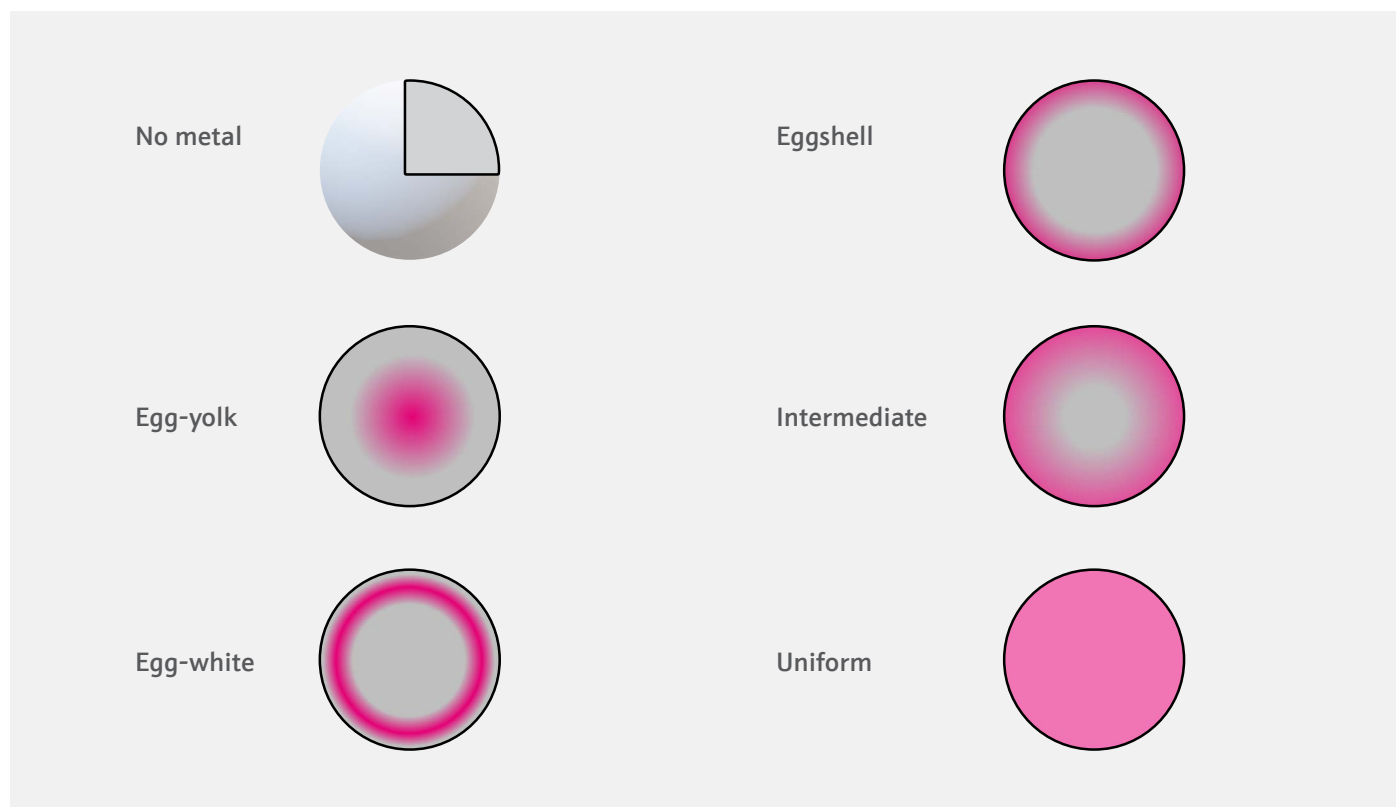 No metal
Eggshell
Egg-yolk
Intermediate
Egg-white
Uniform